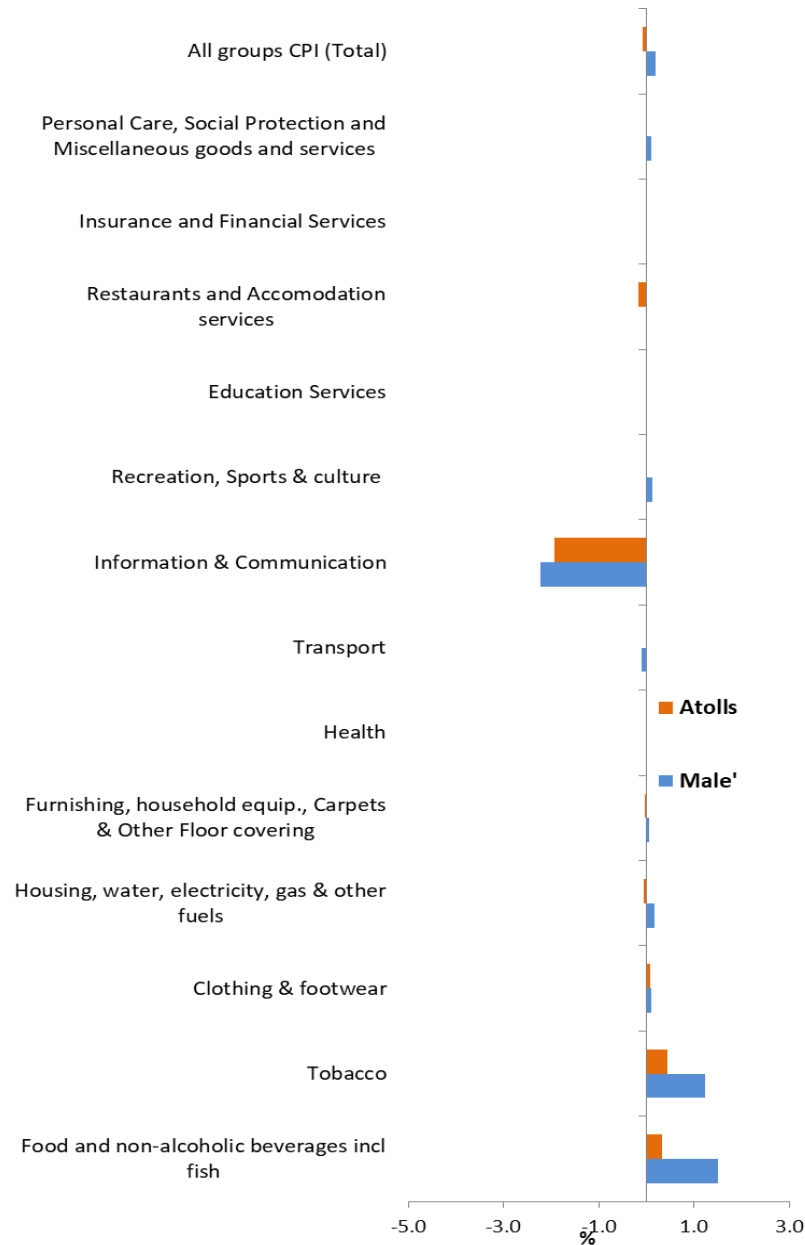 All groups CPI (Total)
Personal Care, Social Protection and
Miscellaneous goods and services
Insurance and Financial Services
Restaurants and Accomodation
services
Education Services
Recreation, Sports & culture
Information & Communication
Transport
Health
Furnishing, household equip., Carpets
& Other Floor covering
Housing, water, electricity, gas & other
fuels
Clothing & footwear
Tobacco
Food and non-alcoholic beverages incl
fish
Atolls
Male'
-5.0 -3.0 -1.0 1.0 3.0
%